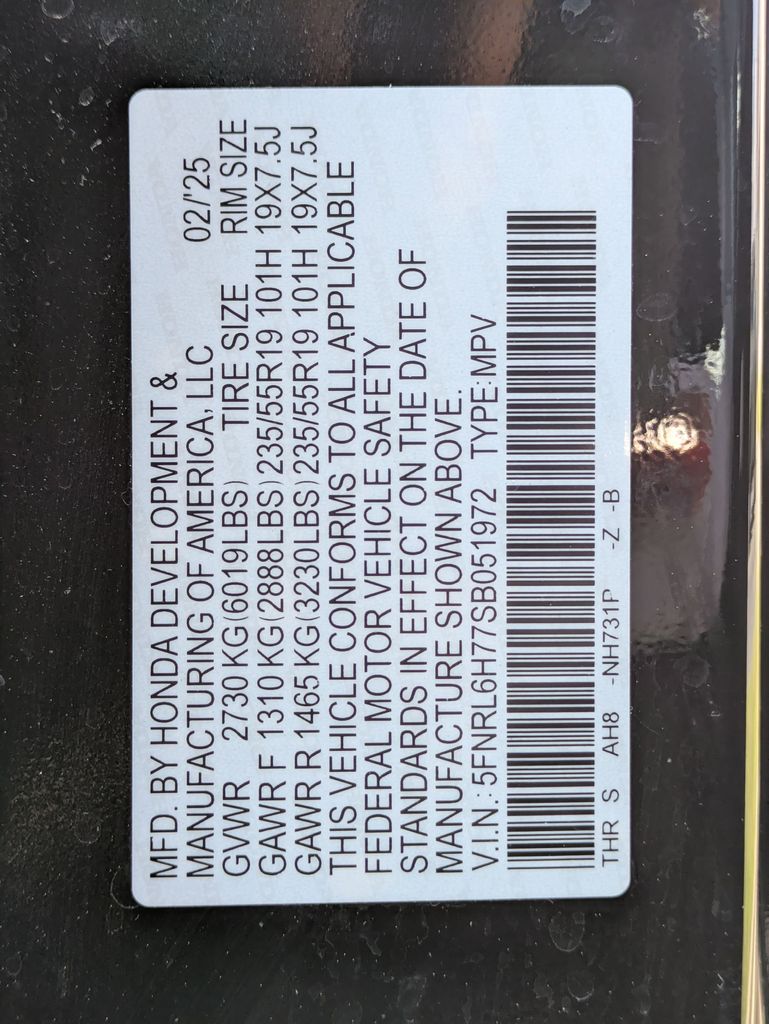 MFD. BY HONDA DEVELOPMENT &
MANUFACTURING OF AMERICA, LLC 02/'25
GVWR 2730 KG(6019LBS) TIRE SIZE RIM SIZE
GAWR F 1310 KG(2888LBS) 235/55R19 101H 19X7.5J
GAWR R 1465 KG(3230LBS) 235/55R19 101H 19X7.5J
THIS VEHICLE CONFORMS TO ALL APPLICABLE
FEDERAL MOTOR VEHICLE SAFETY
STANDARDS IN EFFECT ON THE DATE OF
MANUFACTURE SHOWN ABOVE.
V.I.N.: 5FNRL6H77SB051972 TYPE: MPV
THR S AH8 -NH731P -Z -B